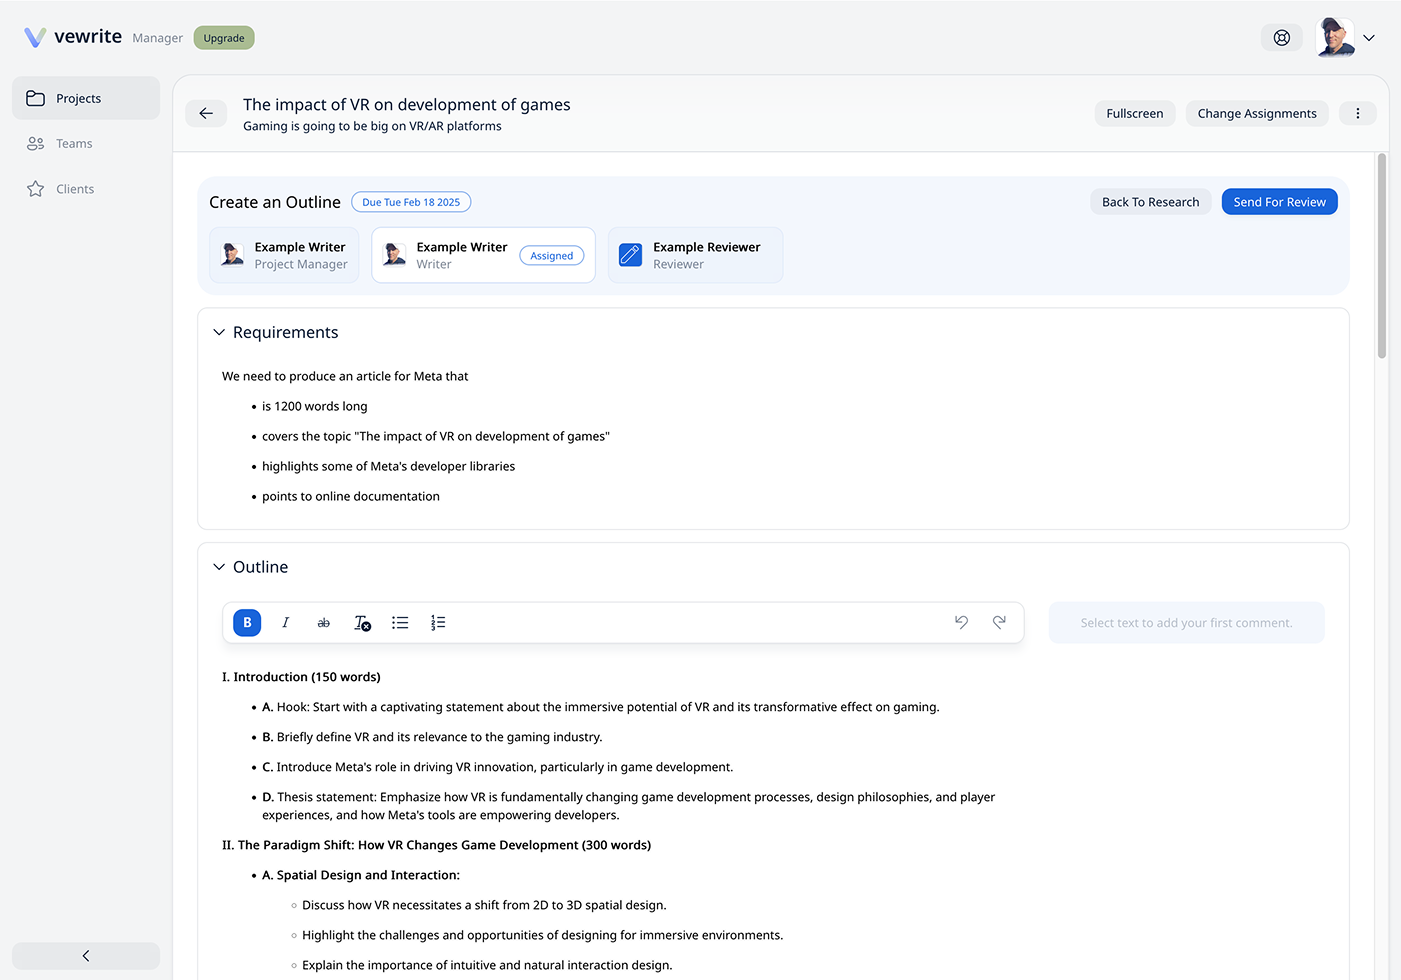 vewrite Manager Upgrade
Projects
Teams
Clients
The impact of VR on development of games
Gaming is going to be big on VR/AR platforms
Fullscreen
Change Assignments
Create an Outline
Due Tue Feb 18 2025
Back To Research
Send For Review
Example Writer
Project Manager
Example Writer
Writer
Assigned
Example Reviewer
Reviewer
Requirements
We need to produce an article for Meta that
• is 1200 words long
• covers the topic "The impact of VR on development of games"
• highlights some of Meta's developer libraries
• points to online documentation
Outline
B I ab
Select text to add your first comment.
I. Introduction (150 words)
• A. Hook: Start with a captivating statement about the immersive potential of VR and its transformative effect on gaming.
• B. Briefly define VR and its relevance to the gaming industry.
• C. Introduce Meta's role in driving VR innovation, particularly in game development.
• D. Thesis statement: Emphasize how VR is fundamentally changing game development processes, design philosophies, and player
experiences, and how Meta's tools are empowering developers.
II. The Paradigm Shift: How VR Changes Game Development (300 words)
• A. Spatial Design and Interaction:
◦ Discuss how VR necessitates a shift from 2D to 3D spatial design.
◦ Highlight the challenges and opportunities of designing for immersive environments.
◦ Explain the importance of intuitive and natural interaction design.